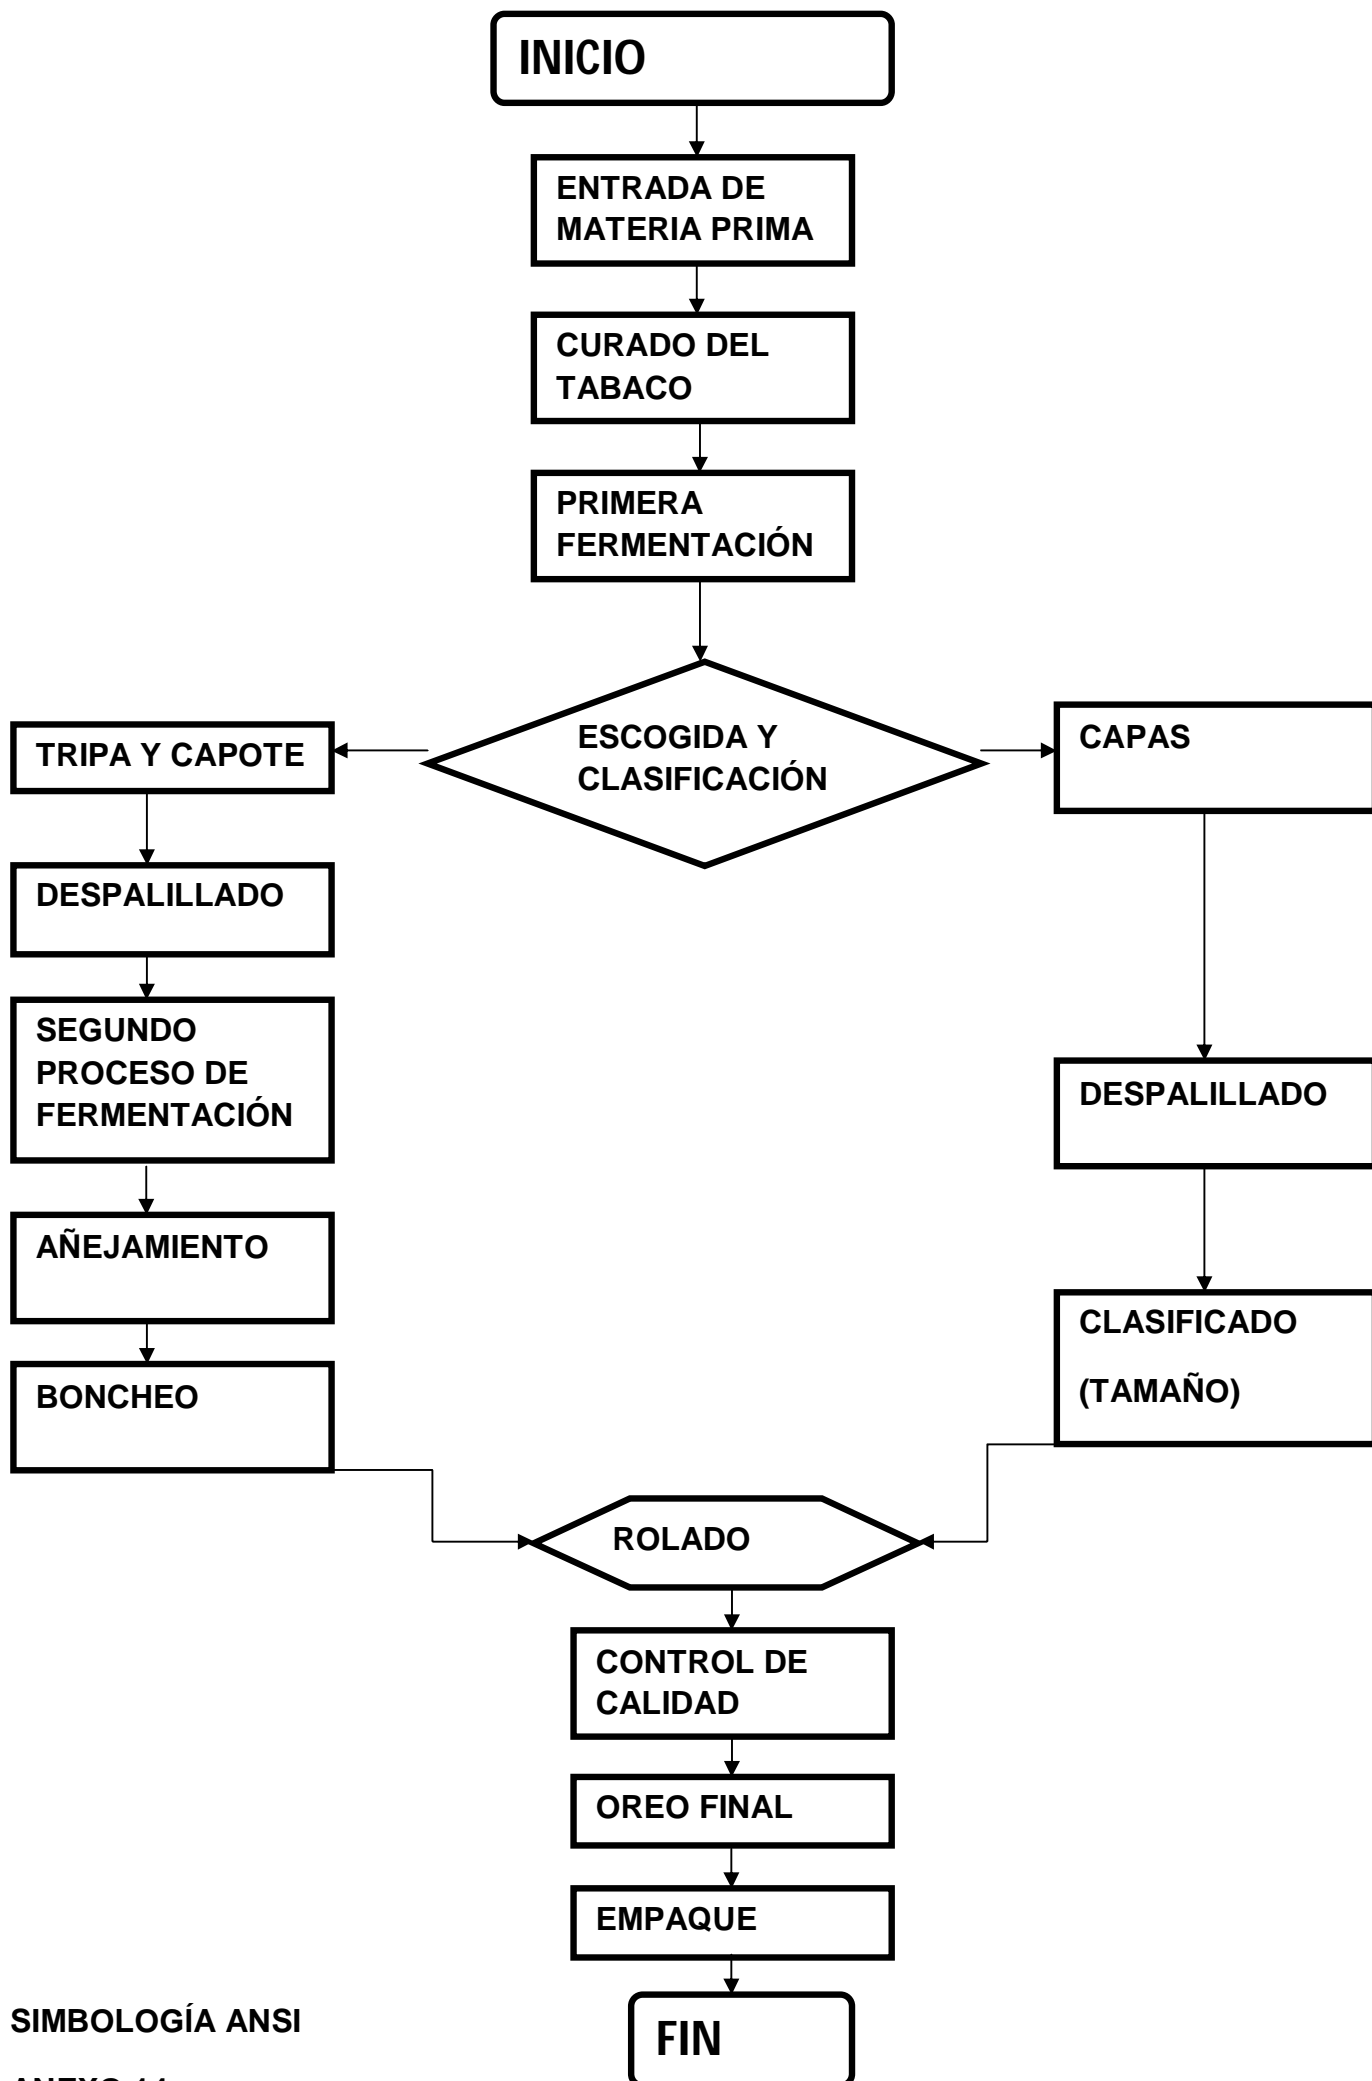 INICIO
ENTRADA DE
MATERIA PRIMA
CURADO DEL
TABACO
PRIMERA
FERMENTACIÓN
ESCOGIDA Y
CLASIFICACIÓN
TRIPA Y CAPOTE
DESPALILLADO
SEGUNDO
PROCESO DE
FERMENTACIÓN
AÑEJAMIENTO
BONCHEO
CAPAS
DESPALILLADO
CLASIFICADO
(TAMAÑO)
ROLADO
CONTROL DE
CALIDAD
OREO FINAL
EMPAQUE
FIN
SIMBOLOGÍA ANSI